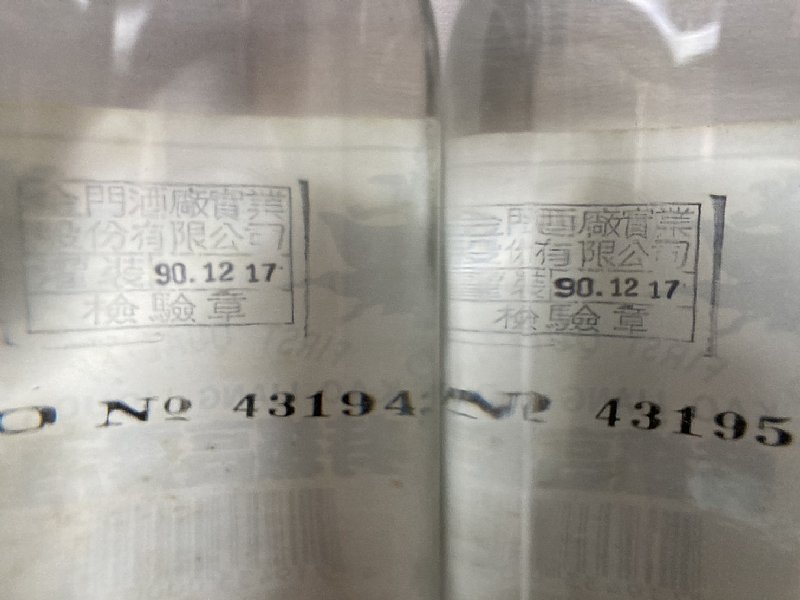 金門酒廠實業
股份有限公司
90.12 17
檢驗章
O Nº 43194
金門酒廠實業
股份有限公司
90.12 17
檢驗章
Nº 43195